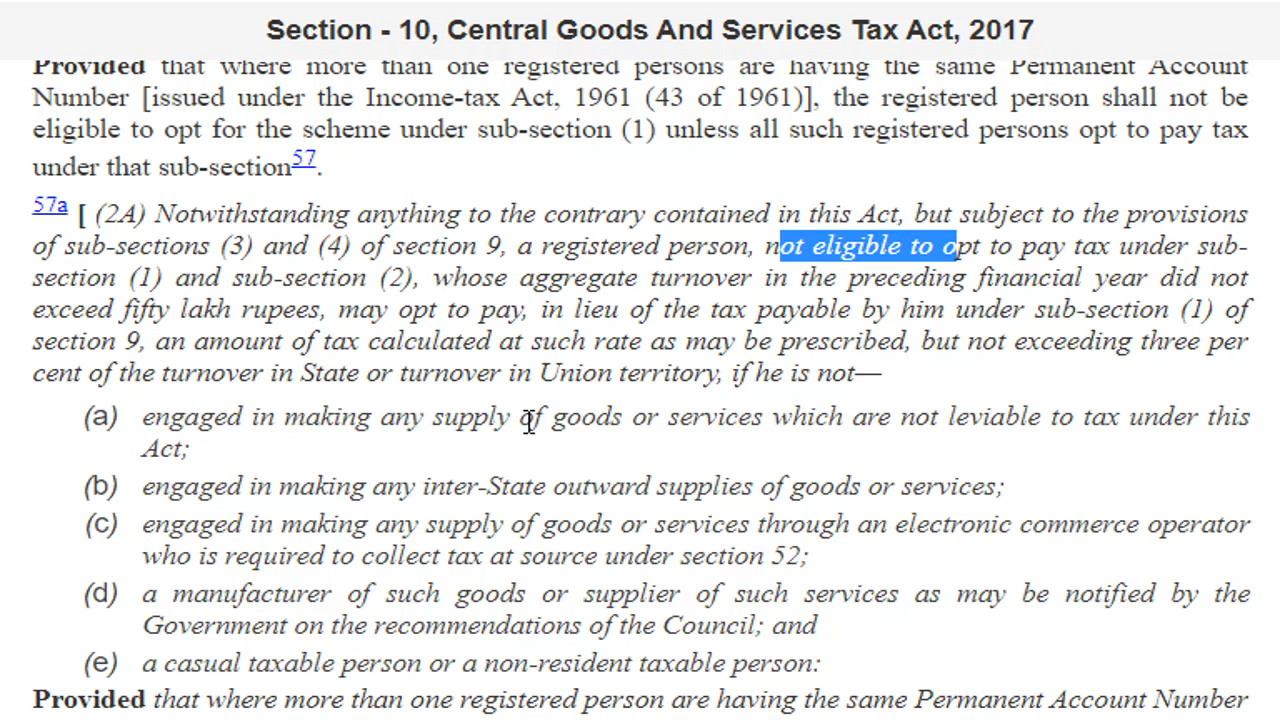 Section - 10, Central Goods And Services Tax Act, 2017
Provided that where more than one registered persons are having the same Permanent Account
Number [issued under the Income-tax Act, 1961 (43 of 1961)], the registered person shall not be
eligible to opt for the scheme under sub-section (1) unless all such registered persons opt to pay tax
under that sub-section57.
57a [ (2A) Notwithstanding anything to the contrary contained in this Act, but subject to the provisions
of sub-sections (3) and (4) of section 9, a registered person, not eligible to opt to pay tax under sub-
section (1) and sub-section (2), whose aggregate turnover in the preceding financial year did not
exceed fifty lakh rupees, may opt to pay, in lieu of the tax payable by him under sub-section (1) of
section 9, an amount of tax calculated at such rate as may be prescribed, but not exceeding three per
cent of the turnover in State or turnover in Union territory, if he is not—
(a) engaged in making any supply of goods or services which are not leviable to tax under this
Act;
(b) engaged in making any inter-State outward supplies of goods or services;
(c) engaged in making any supply of goods or services through an electronic commerce operator
who is required to collect tax at source under section 52;
(d) a manufacturer of such goods or supplier of such services as may be notified by the
Government on the recommendations of the Council; and
(e) a casual taxable person or a non-resident taxable person:
Provided that where more than one registered person are having the same Permanent Account Number